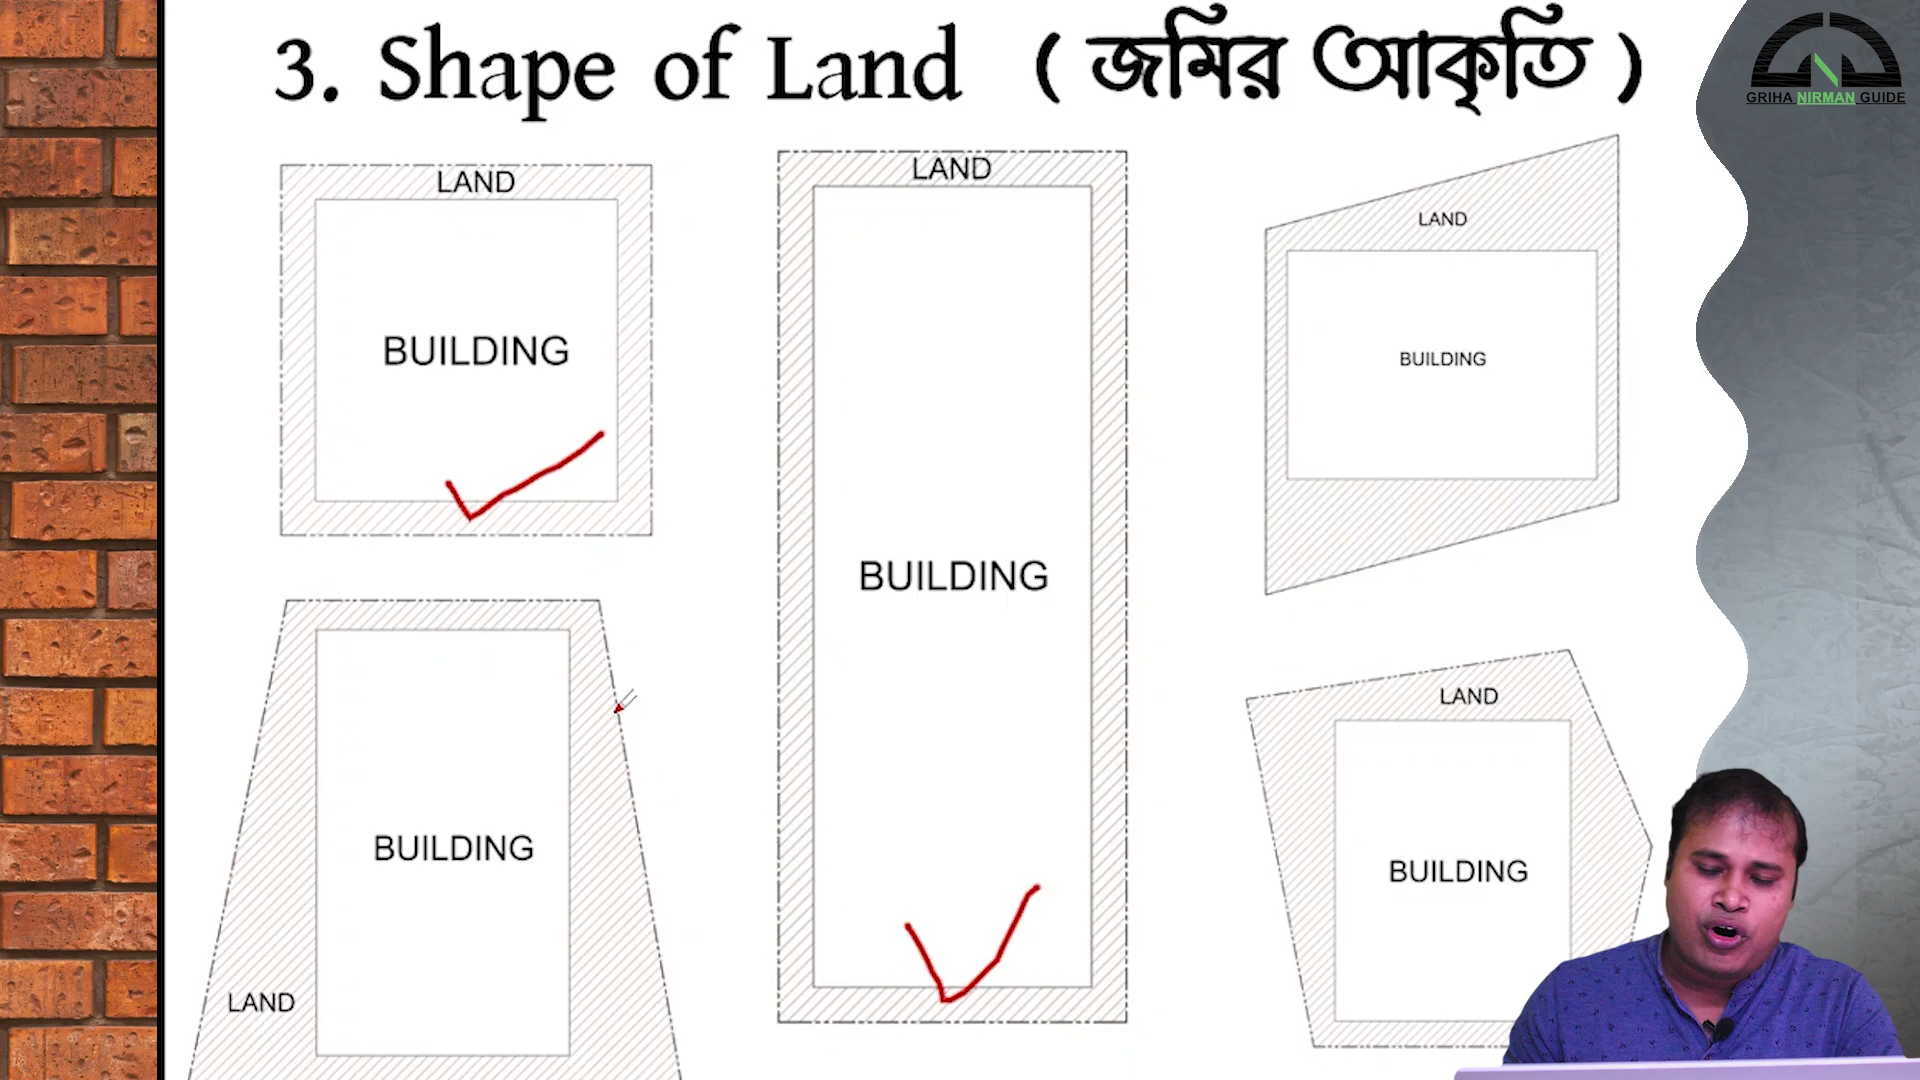 3. Shape of Land ( জমির আকৃতি )
GRIHA NIRMAN GUIDE
LAND
BUILDING
LAND
BUILDING
LAND
BUILDING
BUILDING
LAND
LAND
BUILDING